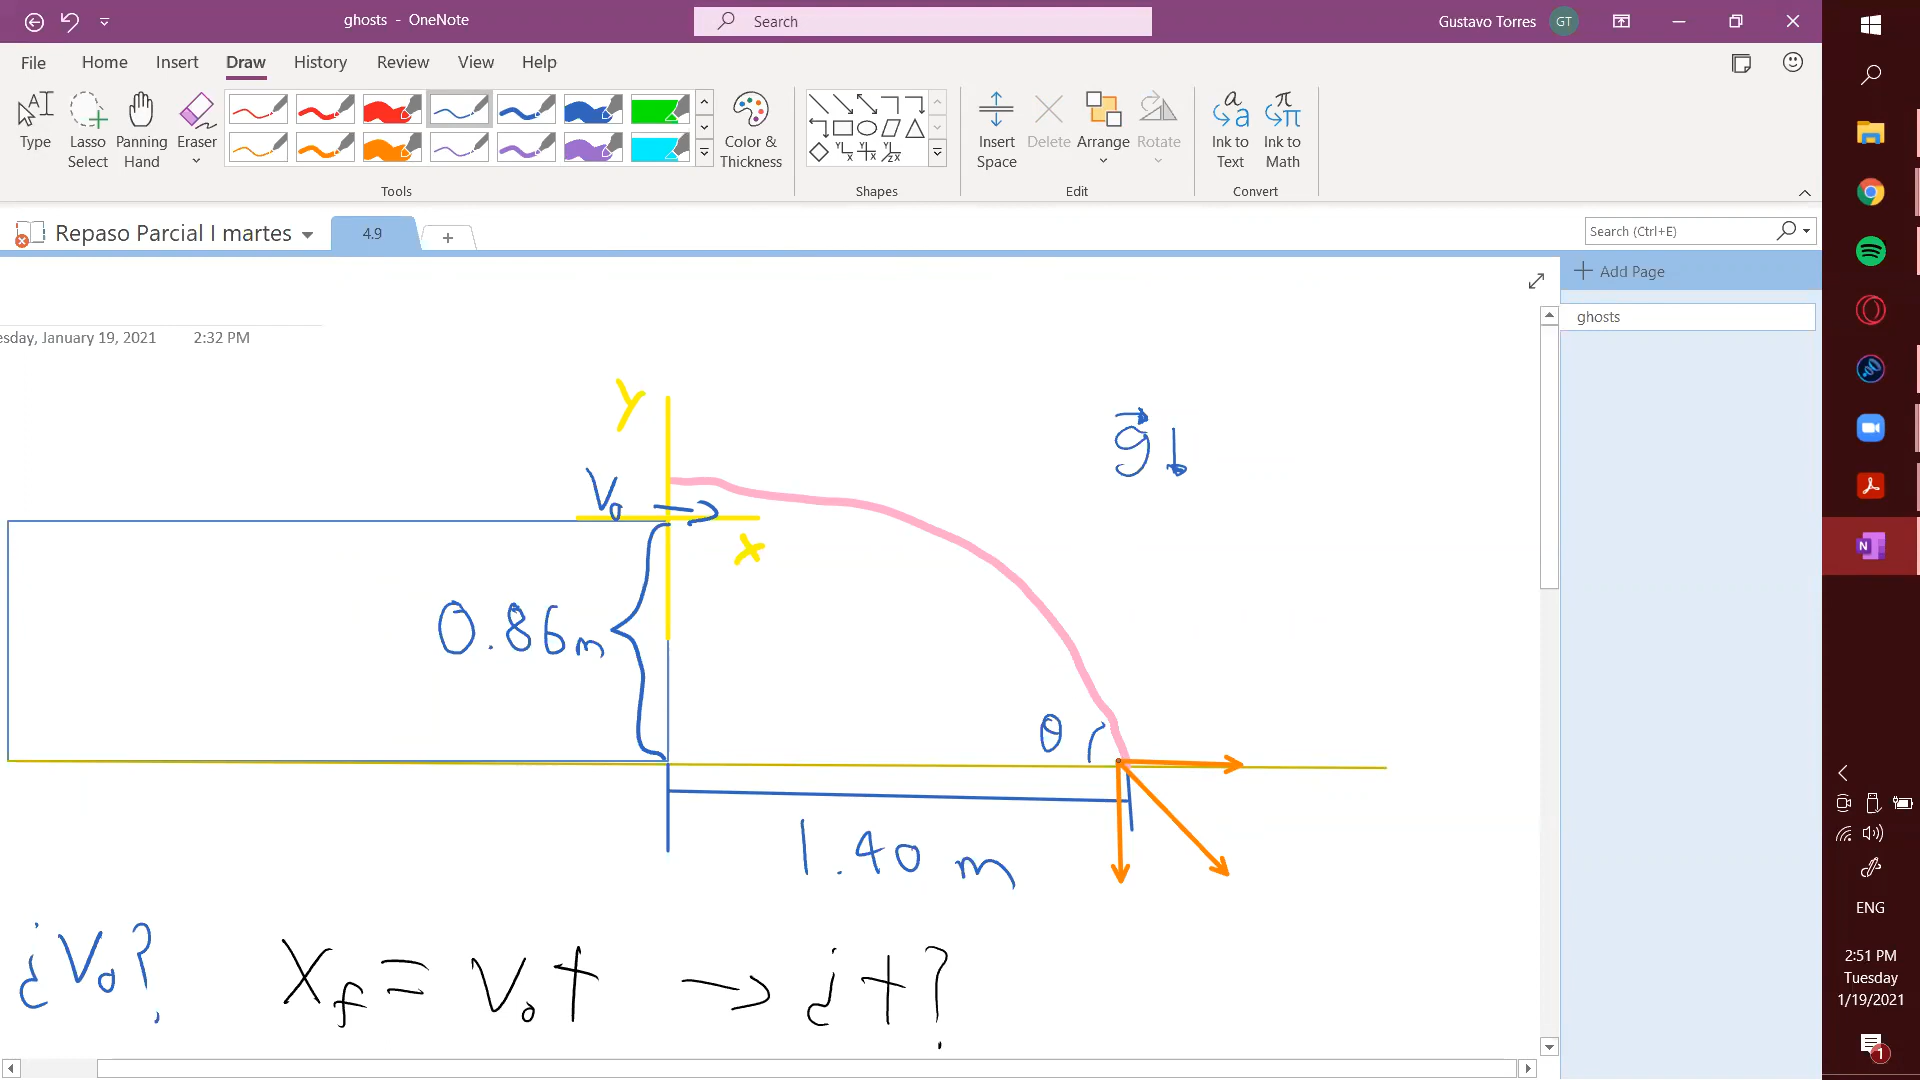 ghosts - OneNote
Search
Gustavo Torres GT
File Home Insert Draw History Review View Help
Type
Lasso Select
Panning Hand
Eraser
Color & Thickness
Insert Space
Delete
Arrange
Rotate
Ink to Text
Ink to Math
Tools Shapes Edit Convert
Repaso Parcial I martes
4.9
Search (Ctrl+E)
Add Page
ghosts
esday, January 19, 2021 2:32 PM
y
g
V₀
x
0.86m
θ
1.40 m
¿V₀?
X_f = V₀t → ¿t?
ENG
2:51 PM
Tuesday
1/19/2021
1